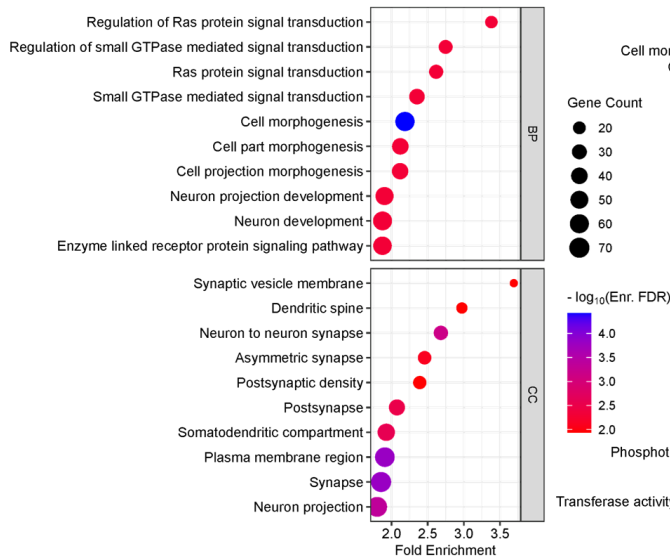 Regulation of Ras protein signal transduction
Regulation of small GTPase mediated signal transduction
Ras protein signal transduction
Small GTPase mediated signal transduction
Cell morphogenesis
Cell part morphogenesis
Cell projection morphogenesis
Neuron projection development
Neuron development
Enzyme linked receptor protein signaling pathway
BP
Synaptic vesicle membrane
Dendritic spine
Neuron to neuron synapse
Asymmetric synapse
Postsynaptic density
Postsynapse
Somatodendritic compartment
Plasma membrane region
Synapse
Neuron projection
CC
2.0 2.5 3.0 3.5
Fold Enrichment
Cell mor
Gene Count
20
30
40
50
60
70
- log₁₀(Enr. FDR)
4.0
3.5
3.0
2.5
2.0
Phosphot
Transferase activity